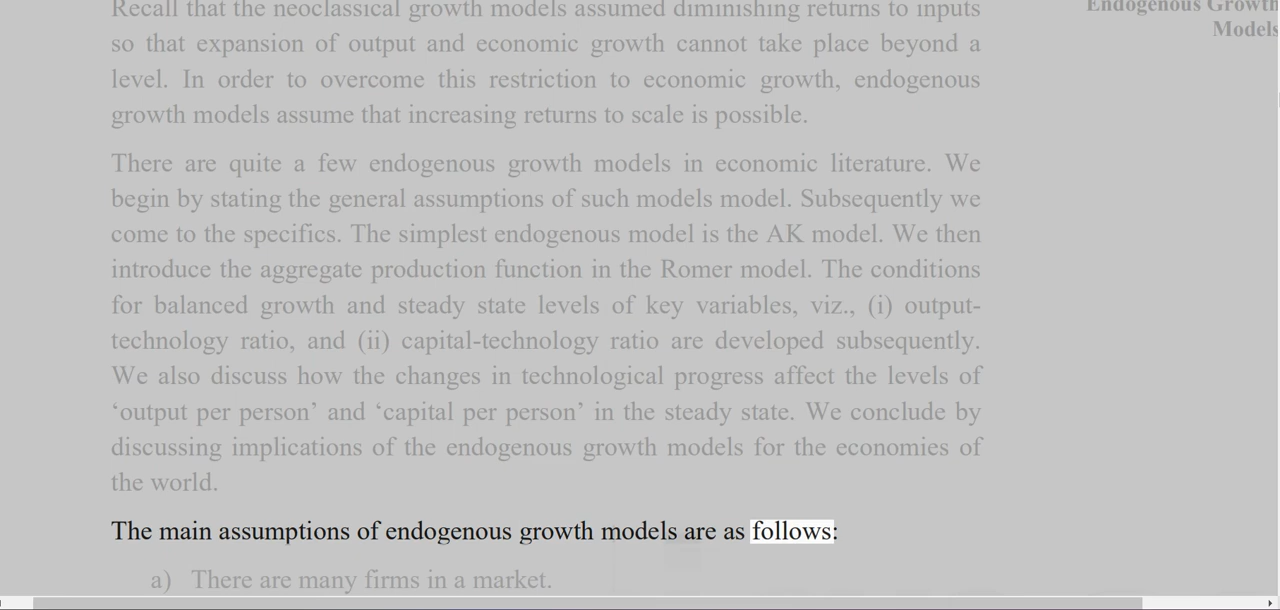 Recall that the neoclassical growth models assumed diminishing returns to inputs
Endogenous Growth
Models
so that expansion of output and economic growth cannot take place beyond a
level. In order to overcome this restriction to economic growth, endogenous
growth models assume that increasing returns to scale is possible.
There are quite a few endogenous growth models in economic literature. We
begin by stating the general assumptions of such models model. Subsequently we
come to the specifics. The simplest endogenous model is the AK model. We then
introduce the aggregate production function in the Romer model. The conditions
for balanced growth and steady state levels of key variables, viz., (i) output-
technology ratio, and (ii) capital-technology ratio are developed subsequently.
We also discuss how the changes in technological progress affect the levels of
‘output per person’ and ‘capital per person’ in the steady state. We conclude by
discussing implications of the endogenous growth models for the economies of
the world.
The main assumptions of endogenous growth models are as follows:
a) There are many firms in a market.